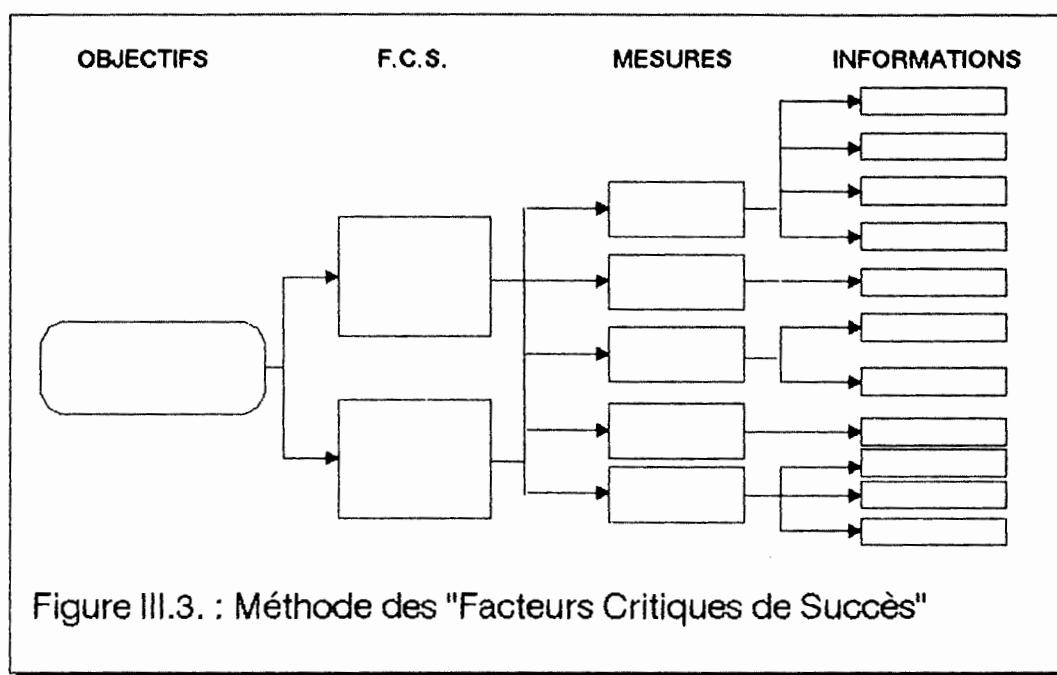 OBJECTIFS F.C.S. MESURES INFORMATIONS
Figure III.3. : Méthode des "Facteurs Critiques de Succès"